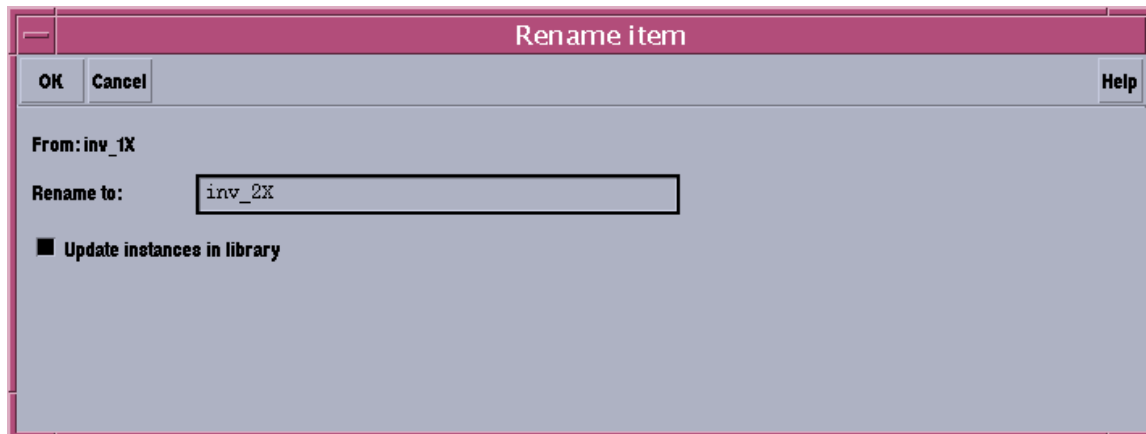 Rename item
OK Cancel Help
From: inv_1X
Rename to: inv_2X
Update instances in library